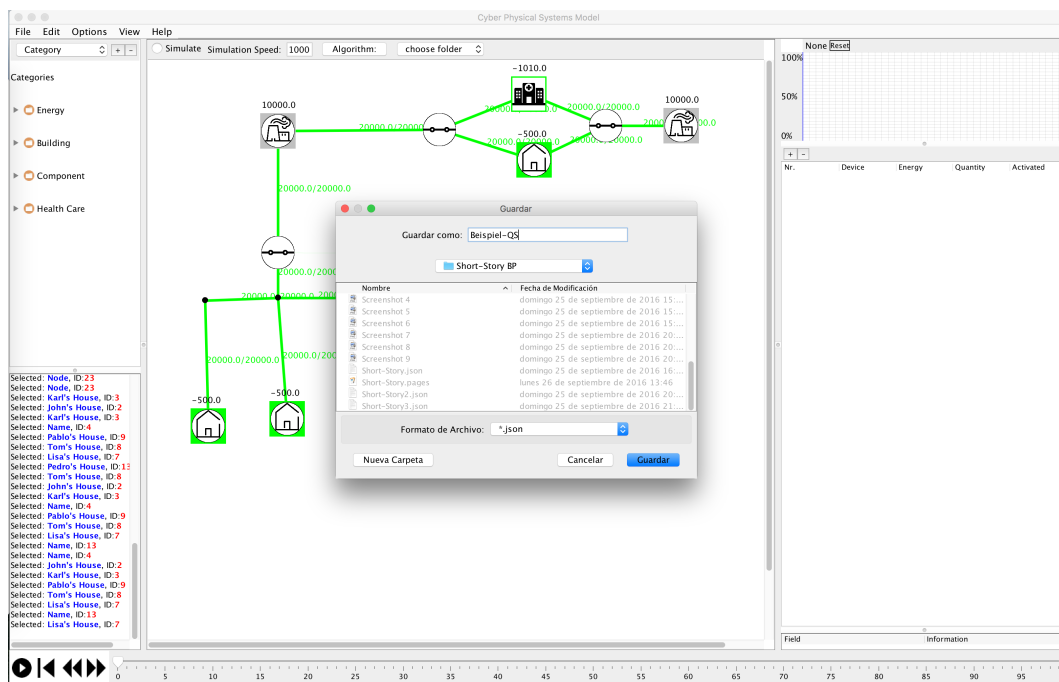 Cyber Physical Systems Model
File Edit Options View Help
Category + -
Simulate Simulation Speed: 1000 Algorithm: choose folder
None Reset
Categories
Energy
Building
Component
Health Care
100%
50%
0%
+ -
Nr. Device Energy Quantity Activated
-1010.0
10000.0
10000.0
20000.0/20000.0
20000.0/20000.0
-500.0
20000.0/20000.0
20000.0/200
-500.0
-500.0
20000.0/20000.0
20000.0/200
Guardar
Guardar como: Beispiel-QS
Short-Story BP
Nombre Fecha de Modificación
Screenshot 4 domingo 25 de septiembre de 2016 15:...
Screenshot 5 domingo 25 de septiembre de 2016 15:...
Screenshot 6 domingo 25 de septiembre de 2016 15:...
Screenshot 7 domingo 25 de septiembre de 2016 20:...
Screenshot 8 domingo 25 de septiembre de 2016 20:...
Screenshot 9 domingo 25 de septiembre de 2016 20:...
Short-Story.json domingo 25 de septiembre de 2016 16:...
Short-Story.pages lunes 26 de septiembre de 2016 13:46
Short-Story2.json domingo 25 de septiembre de 2016 20:...
Short-Story3.json domingo 25 de septiembre de 2016 21:...
Formato de Archivo: *.json
Nueva Carpeta Cancelar Guardar
Selected: Node, ID:23
Selected: Node, ID:23
Selected: Karl's House, ID:3
Selected: John's House, ID:2
Selected: Karl's House, ID:3
Selected: Name, ID:4
Selected: Pablo's House, ID:9
Selected: Tom's House, ID:8
Selected: Lisa's House, ID:7
Selected: Pedro's House, ID:13
Selected: Tom's House, ID:8
Selected: John's House, ID:2
Selected: Karl's House, ID:3
Selected: Name, ID:4
Selected: Pablo's House, ID:9
Selected: Tom's House, ID:8
Selected: Lisa's House, ID:7
Selected: Name, ID:13
Selected: Name, ID:4
Selected: John's House, ID:2
Selected: Karl's House, ID:3
Selected: Pablo's House, ID:9
Selected: Tom's House, ID:8
Selected: Lisa's House, ID:7
Selected: Name, ID:13
Selected: Lisa's House, ID:7
Field Information
0 5 10 15 20 25 30 35 40 45 50 55 60 65 70 75 80 85 90 95